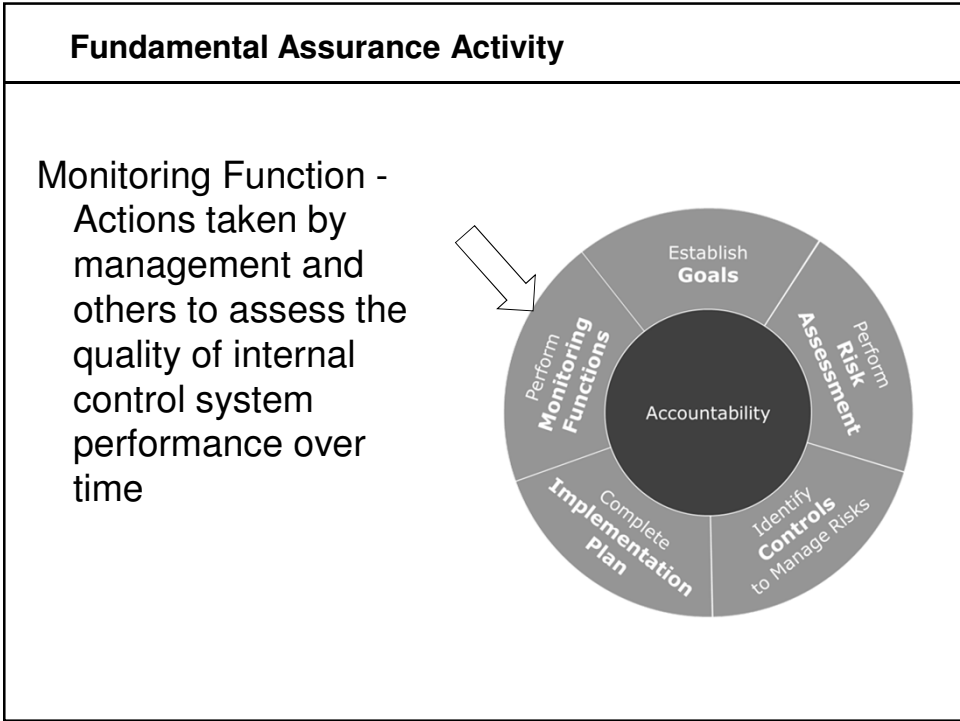 Fundamental Assurance Activity
Monitoring Function -
Actions taken by
management and
others to assess the
quality of internal
control system
performance over
time
Establish
Goals
Perform
Risk
Assessment
Identify
Controls
to Manage Risks
Complete
Implementation
Plan
Perform
Monitoring
Functions
Accountability